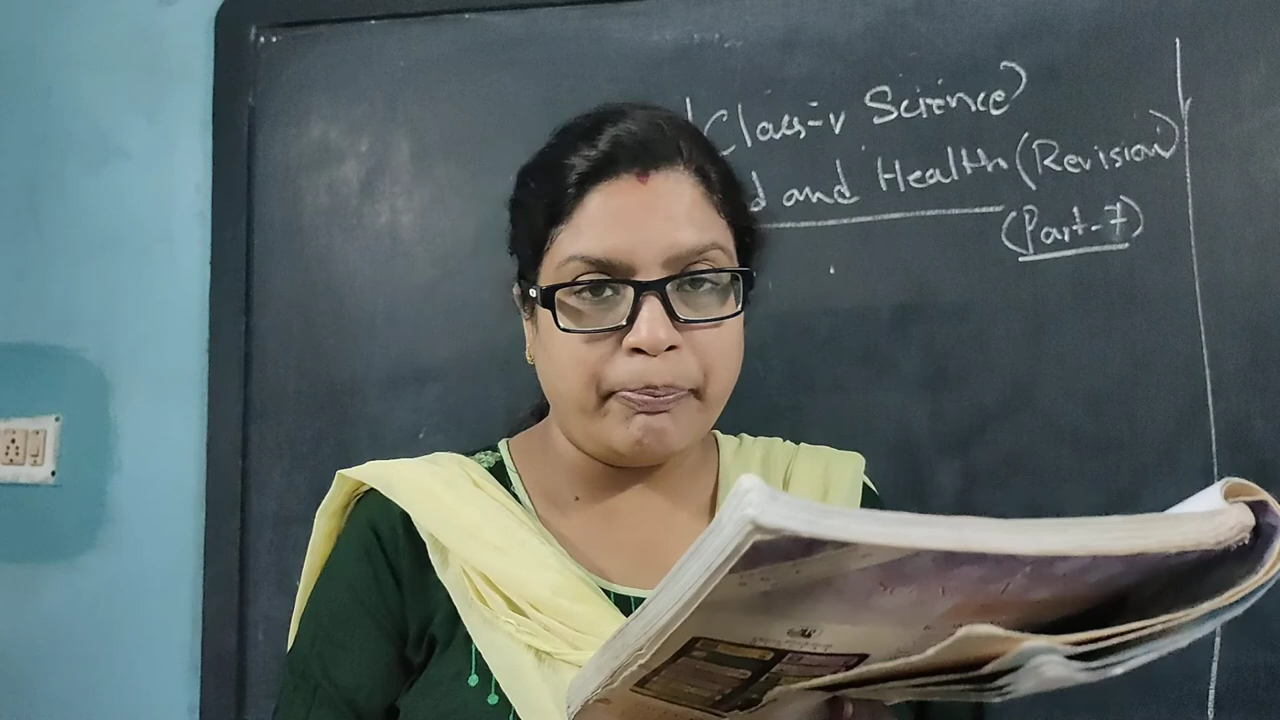 Class-V Science
d and Health (Revision)
(Part-7)